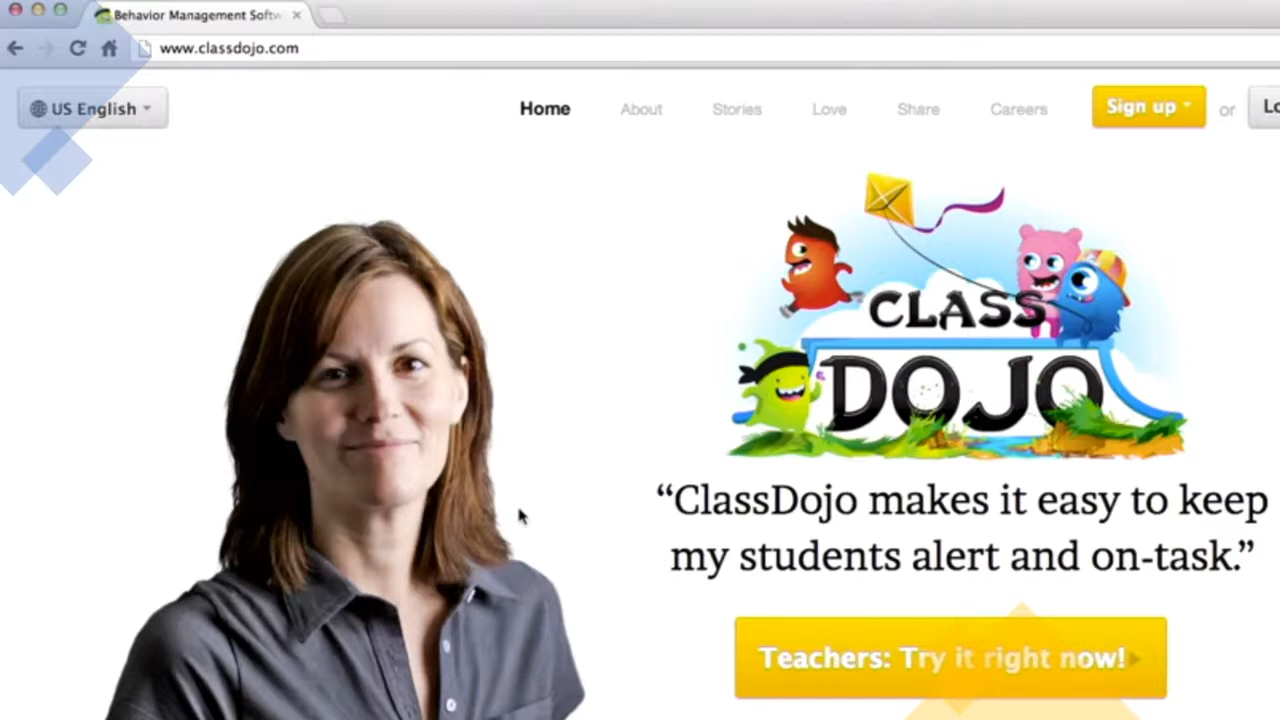 Behavior Management Softw
www.classdojo.com
US English
Home About Stories Love Share Careers Sign up or
CLASS
DOJO
“ClassDojo makes it easy to keep
my students alert and on-task.”
Teachers: Try it right now!